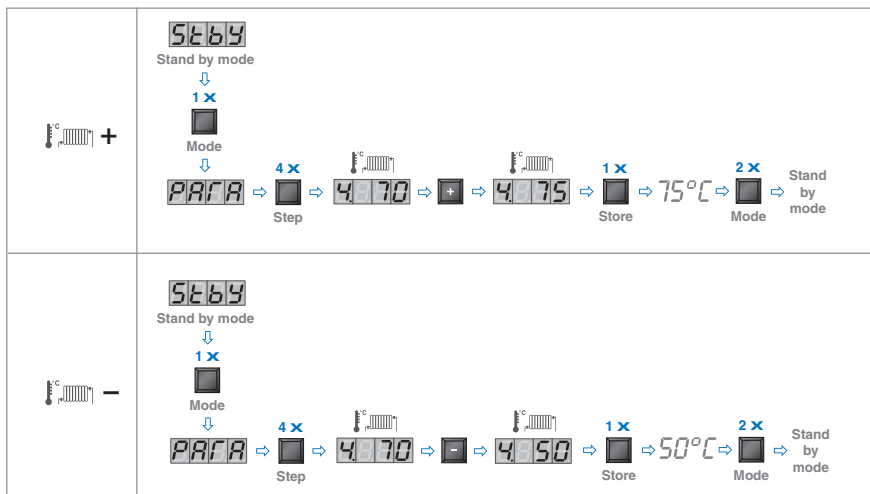 Stby
Stand by mode
1 x
Mode
PARA
4 x
Step
°C
4. 70
+
°C
4. 75
1 x
Store
75°C
2 x
Mode
Stand
by
mode
°C
+
Stby
Stand by mode
1 x
Mode
PARA
4 x
Step
°C
4. 70
-
°C
4. 50
1 x
Store
50°C
2 x
Mode
Stand
by
mode
°C
–